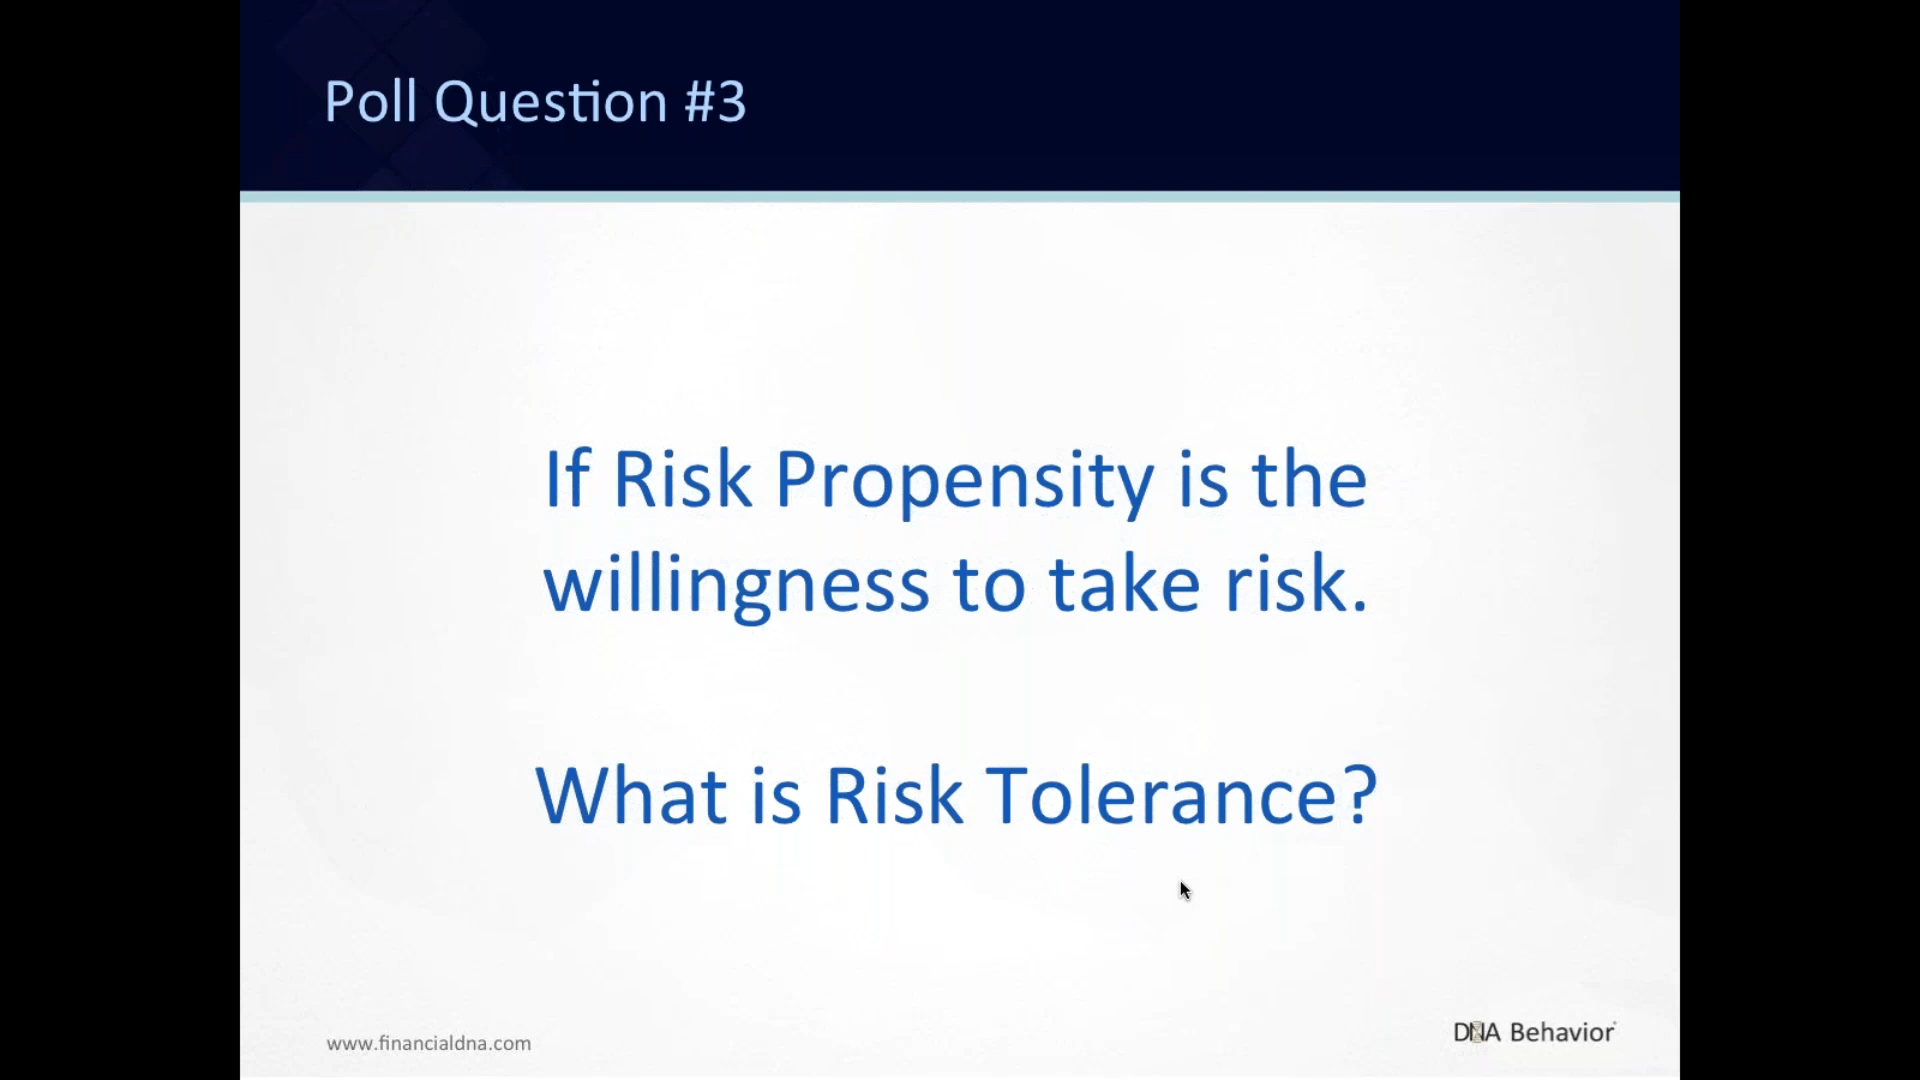 Poll Question #3
If Risk Propensity is the
willingness to take risk.
What is Risk Tolerance?
www.financialdna.com
DNA Behavior